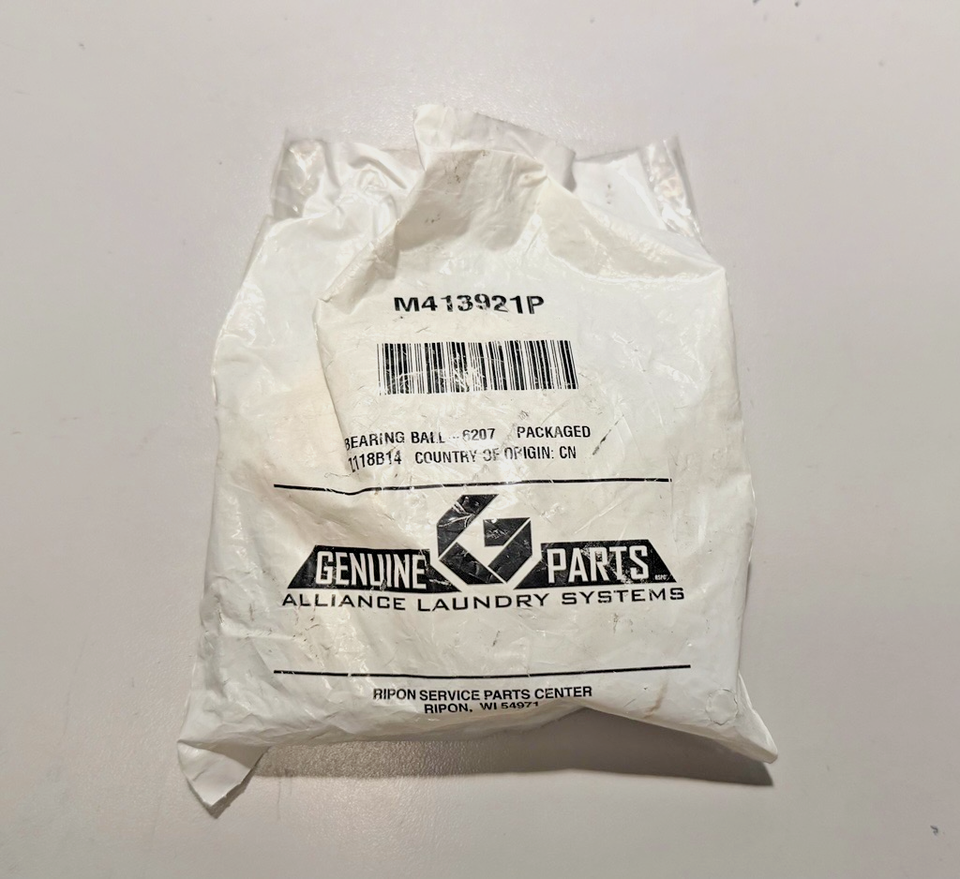 M413921P
BEARING BALL - 6207 PACKAGED
1118B14 COUNTRY OF ORIGIN: CN
GENUINE G PARTS
ALLIANCE LAUNDRY SYSTEMS
RIPON SERVICE PARTS CENTER
RIPON, WI 54971